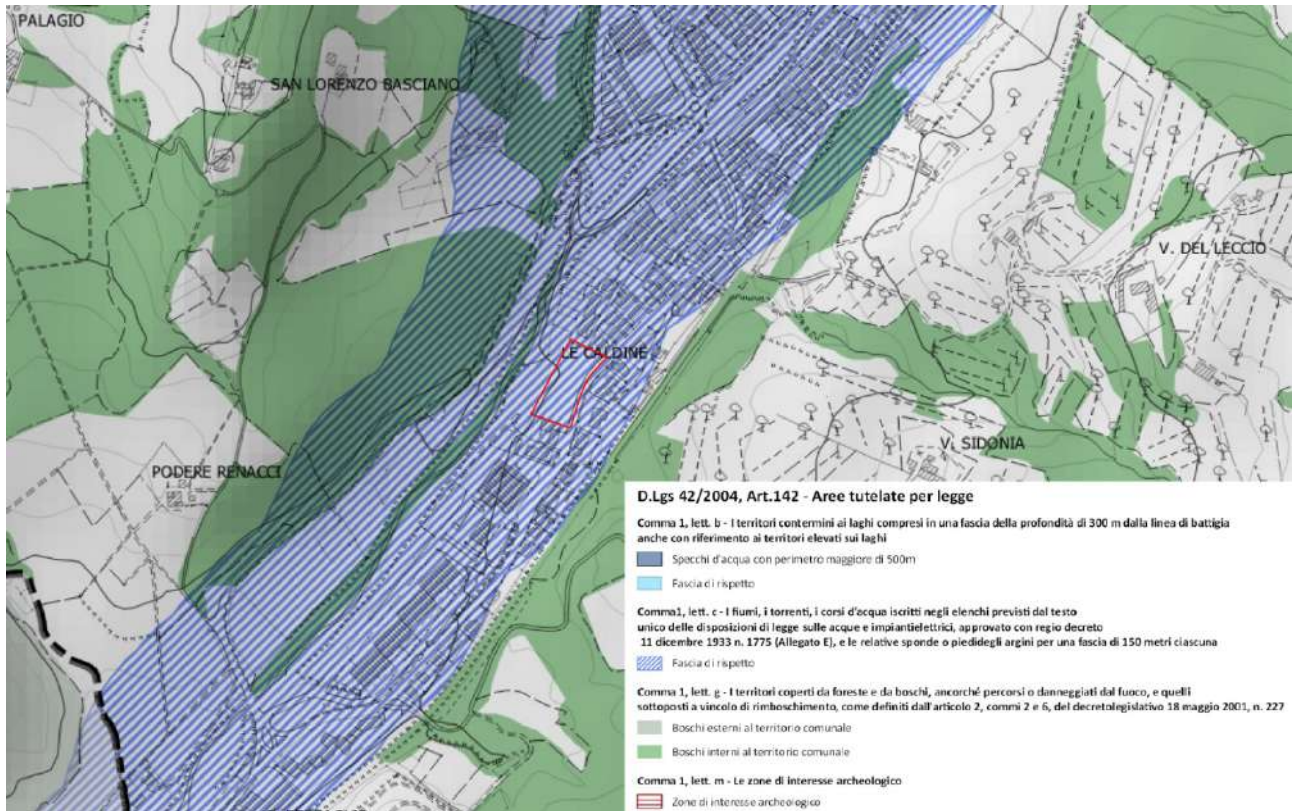 PALAGIO
SAN LORENZO BASCIANO
V. DEL LECCIO
LE CALDINE
V. SIDONIA
PODERE RENACCI
D.Lgs 42/2004, Art.142 - Aree tutelate per legge
Comma 1, lett. b - I territori contermini ai laghi compresi in una fascia della profondità di 300 m dalla linea di battigia
anche con riferimento ai territori elevati sui laghi
Specchi d'acqua con perimetro maggiore di 500m
Fascia di rispetto
Comma1, lett. c - I fiumi, i torrenti, i corsi d'acqua iscritti negli elenchi previsti dal testo
unico delle disposizioni di legge sulle acque e impiantielettrici, approvato con regio decreto
11 dicembre 1933 n. 1775 (Allegato E), e le relative sponde o piedidegli argini per una fascia di 150 metri ciascuna
Fascia di rispetto
Comma 1, lett. g - I territori coperti da foreste e da boschi, ancorché percorsi o danneggiati dal fuoco, e quelli
sottoposti a vincolo di rimboschimento, come definiti dall'articolo 2, commi 2 e 6, del decretolegislativo 18 maggio 2001, n. 227
Boschi esterni al territorio comunale
Boschi interni al territorio comunale
Comma 1, lett. m - Le zone di interesse archeologico
Zone di interesse archeologico